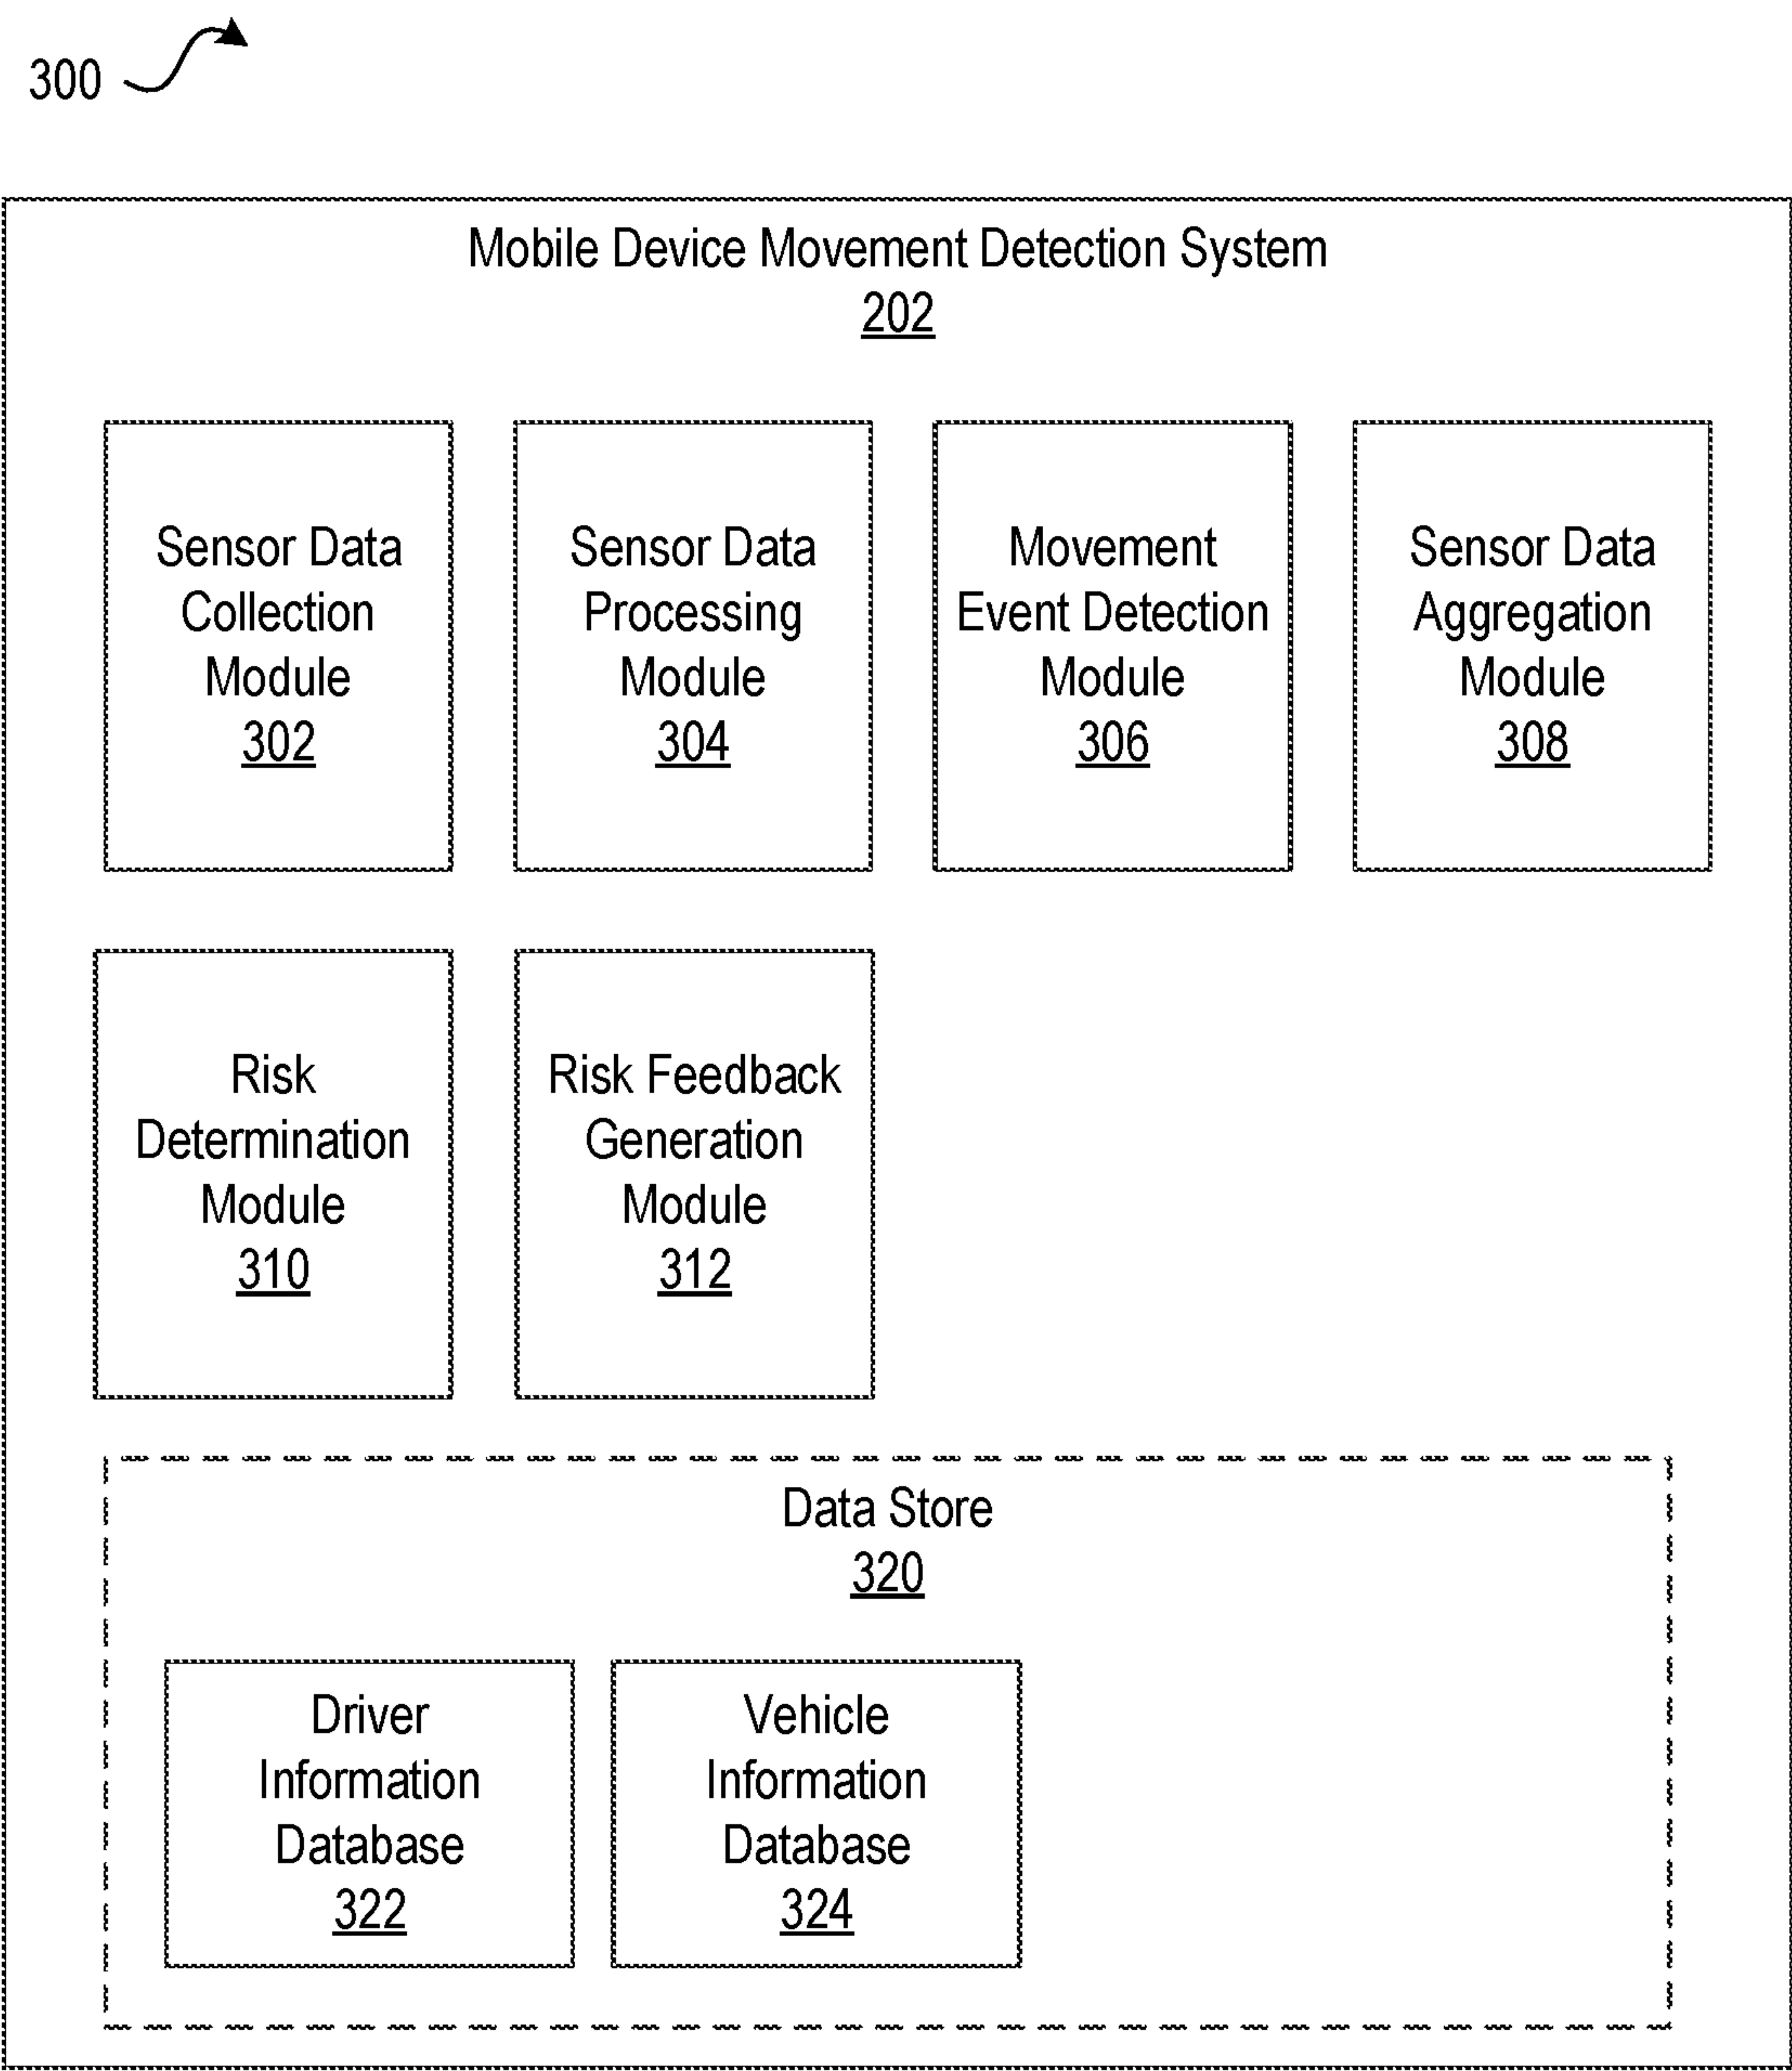 300
Mobile Device Movement Detection System
202
Sensor Data
Collection
Module
302
Sensor Data
Processing
Module
304
Movement
Event Detection
Module
306
Sensor Data
Aggregation
Module
308
Risk
Determination
Module
310
Risk Feedback
Generation
Module
312
Data Store
320
Driver
Information
Database
322
Vehicle
Information
Database
324